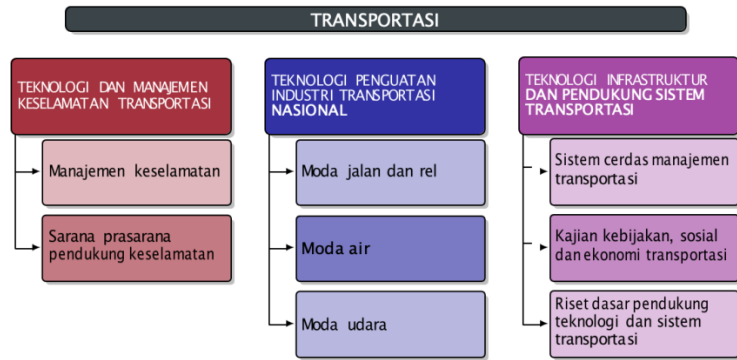 TRANSPORTASI
TEKNOLOGI DAN MANAJEMEN
KESELAMATAN TRANSPORTASI
Manajemen keselamatan
Sarana prasarana
pendukung keselamatan
TEKNOLOGI PENGUATAN
INDUSTRI TRANSPORTASI
NASIONAL
Moda jalan dan rel
Moda air
Moda udara
TEKNOLOGI INFRASTRUKTUR
DAN PENDUKUNG SISTEM
TRANSPORTASI
Sistem cerdas manajemen
transportasi
Kajian kebijakan, sosial
dan ekonomi transportasi
Riset dasar pendukung
teknologi dan sistem
transportasi